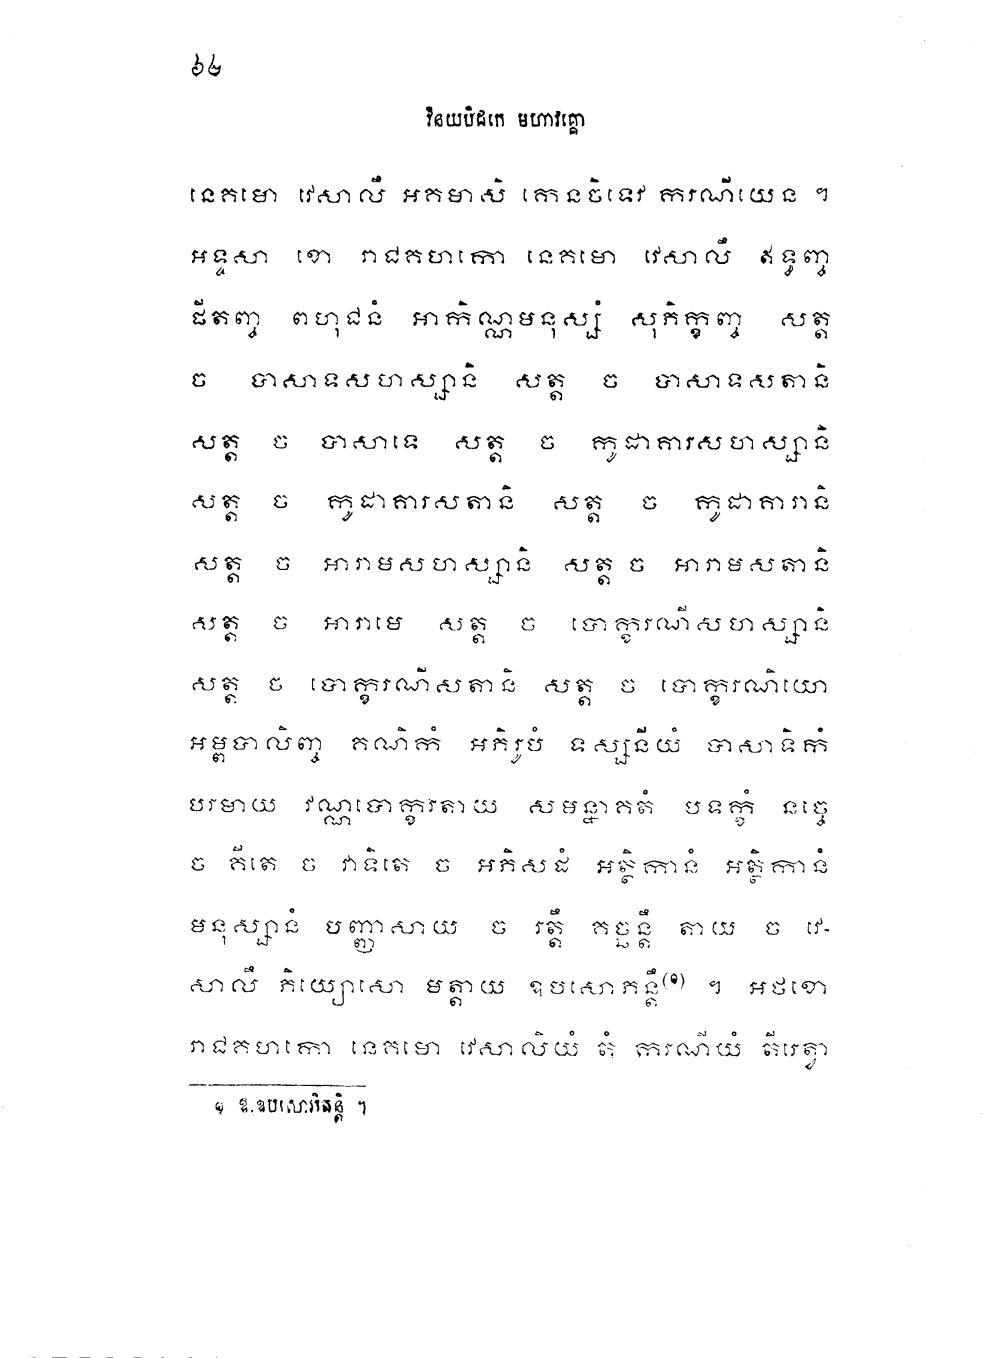 ៦៤
វិនយបិដកេ មហាវគ្គោ
នេគមោ វេសាលឹ អគមាសិ កេនចិទេវ ករណីយេន ។
អទ្ទសា ខោ រាជគហកោ នេគមោ វេសាលឹ ឥទ្ធញ្ច
ផីតញ្ច ពហុជនំ អាកិណ្ណមនុស្សំ សុភិក្ខញ្ច សត្ត
ច បាសាទសហស្សានិ សត្ត ច បាសាទសតានិ
សត្ត ច បាសាទេ សត្ត ច កូដាគារសហស្សានិ
សត្ត ច កូដាគារសតានិ សត្ត ច កូដាគារានិ
សត្ត ច អារាមសហស្សានិ សត្ត ច អារាមសតានិ
សត្ត ច អារាមេ សត្ត ច បោក្ខរណីសហស្សានិ
សត្ត ច បោក្ខរណីសតានិ សត្ត ច បោក្ខរណិយោ
អម្ពបាលិញ្ច គណិកំ អភិរូបំ ទស្សនីយំ បាសាទិកំ
បរមាយ វណ្ណបោក្ខរតាយ សមន្នាគតំ បទក្ខំ នច្ចេ
ច គីតេ ច វាទិតេ ច អភិសដំ អត្ថិកានំ អត្ថិកានំ
មនុស្សានំ បញ្ញាសាយ ច រត្តឹ គច្ឆន្តឹ តាយ ច វេ-
សាលឹ ភិយ្យោសោ មត្តាយ ឧបសោភន្តឹ(១) ។ អថខោ
រាជគហកោ នេគមោ វេសាលិយំ តំ ករណីយំ តីរេត្វា
១ ឱ.ឧបសោភិតន្តិ ។